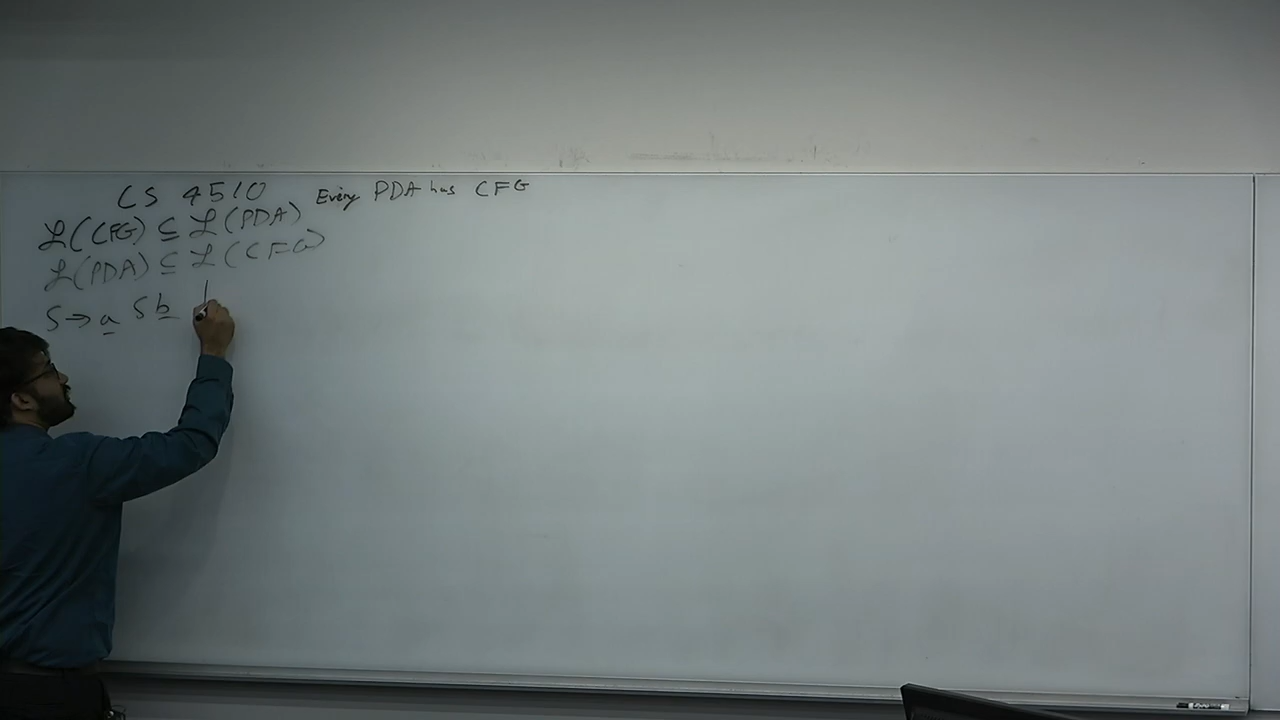 CS 4510 Every PDA has CFG
ℒ(CFG) ⊆ ℒ(PDA)
ℒ(PDA) ⊆ ℒ(CFG)
S → a S b |